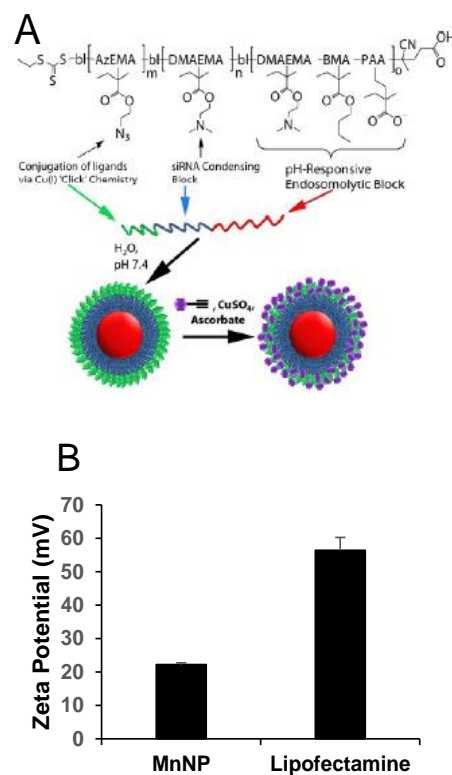 A
bl AzEMA bl DMAEMA bl DMAEMA BMA PAA CN OH
m n o
N3
Conjugation of ligands
via Cu(I) 'Click' Chemistry
siRNA Condensing
Block
pH-Responsive
Endosomolytic Block
H2O,
pH 7.4
, CuSO4,
Ascorbate
B
Zeta Potential (mV)
70
60
50
40
30
20
10
0
MnNP Lipofectamine